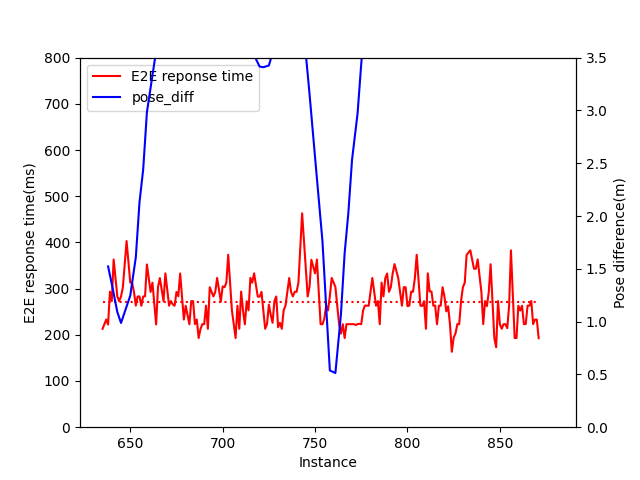 800
700
600
500
400
300
200
100
0
E2E response time(ms)
E2E reponse time
pose_diff
3.5
3.0
2.5
2.0
1.5
1.0
0.5
0.0
Pose difference(m)
650 700 750 800 850
Instance